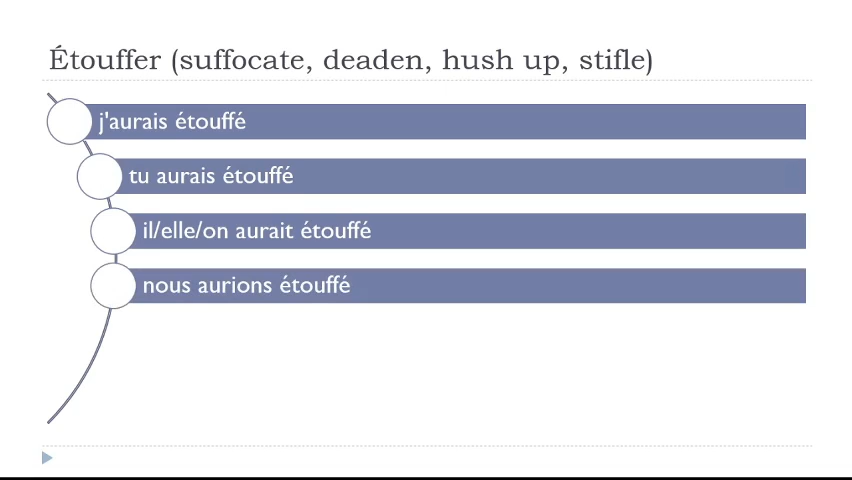 Étouffer (suffocate, deaden, hush up, stifle)
j'aurais étouffé
tu aurais étouffé
il/elle/on aurait étouffé
nous aurions étouffé